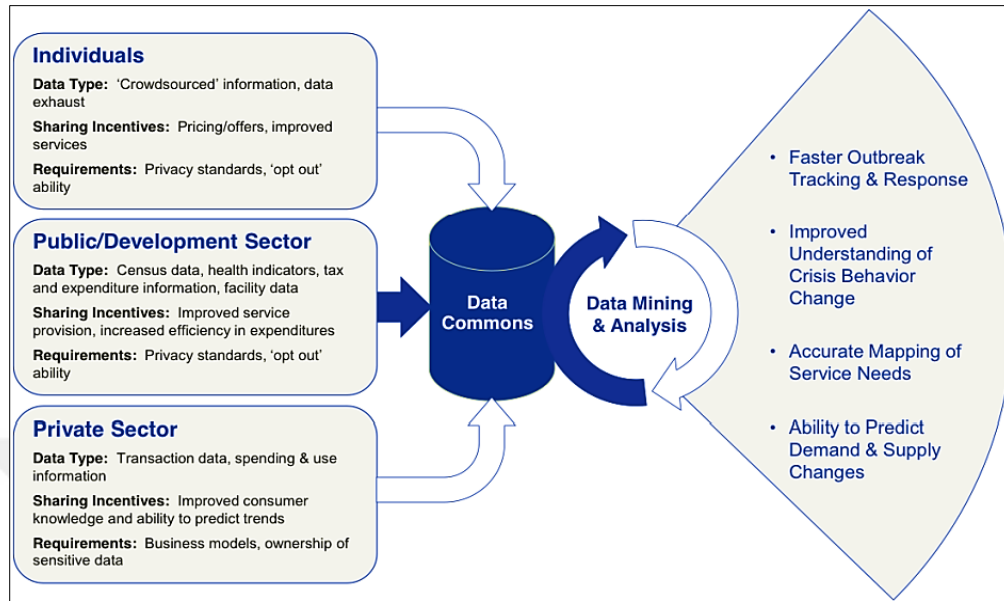 Individuals
Data Type: ‘Crowdsourced’ information, data
exhaust
Sharing Incentives: Pricing/offers, improved
services
Requirements: Privacy standards, ‘opt out’
ability
Public/Development Sector
Data Type: Census data, health indicators, tax
and expenditure information, facility data
Sharing Incentives: Improved service
provision, increased efficiency in expenditures
Requirements: Privacy standards, ‘opt out’
ability
Private Sector
Data Type: Transaction data, spending & use
information
Sharing Incentives: Improved consumer
knowledge and ability to predict trends
Requirements: Business models, ownership of
sensitive data
Data
Commons
Data Mining
& Analysis
• Faster Outbreak
Tracking & Response
• Improved
Understanding of
Crisis Behavior
Change
• Accurate Mapping of
Service Needs
• Ability to Predict
Demand & Supply
Changes